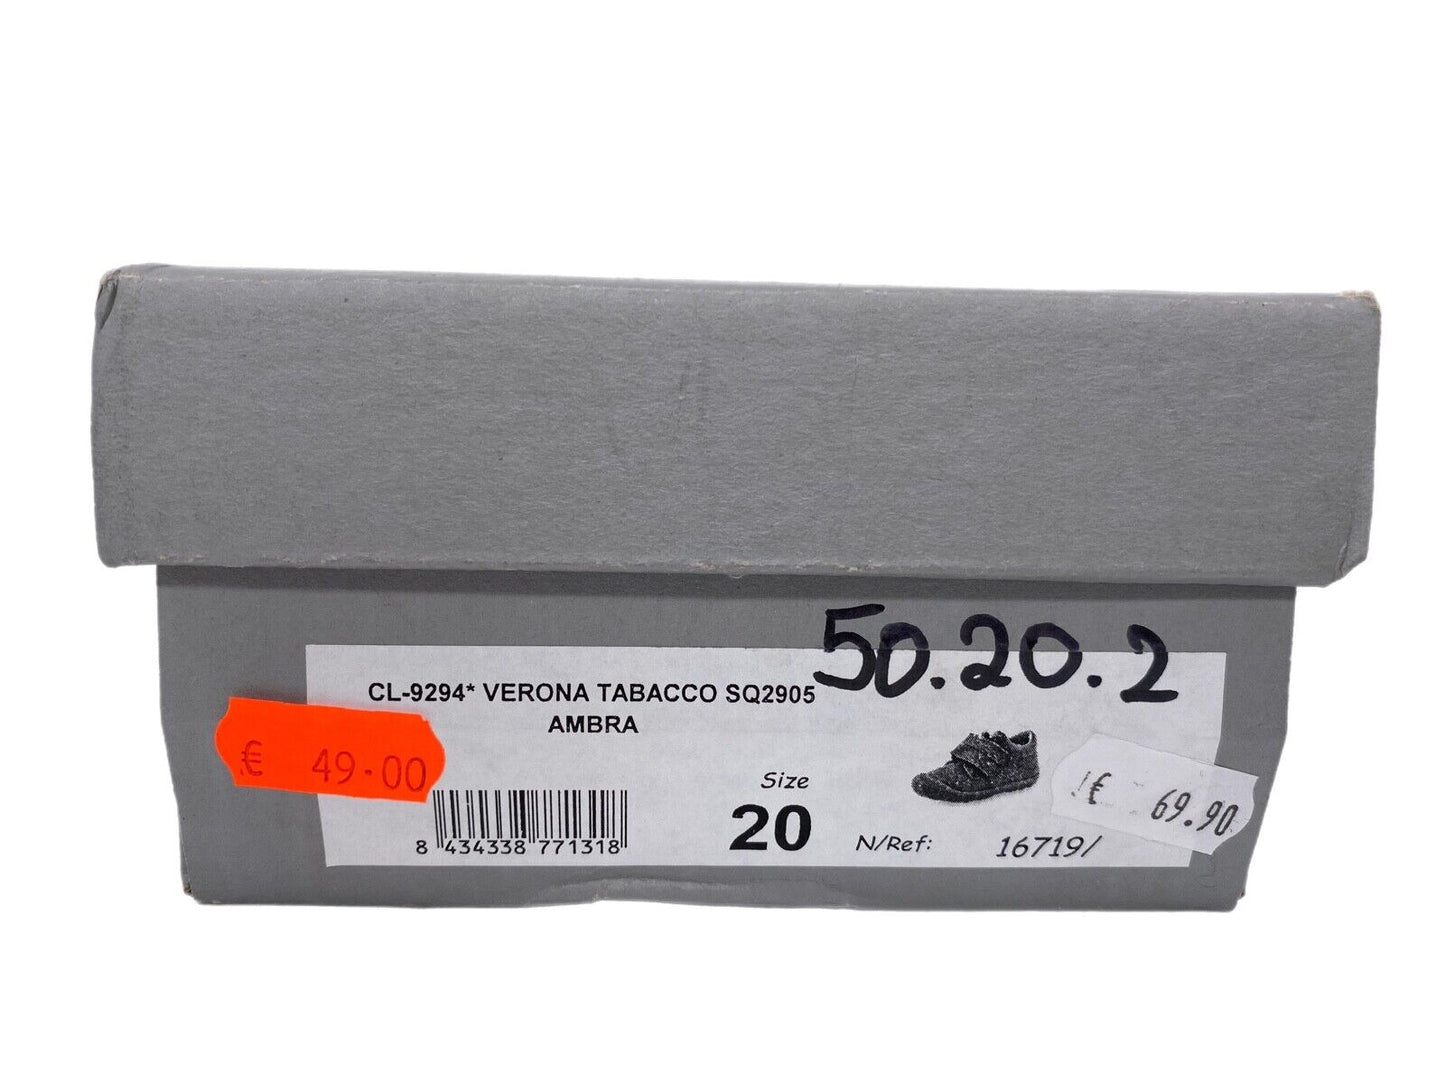 50.20.2
CL-9294* VERONA TABACCO SQ2905
AMBRA
€ 49.00
Size
20
8 434338 771318
N/Ref: 16719/
€ 69.90